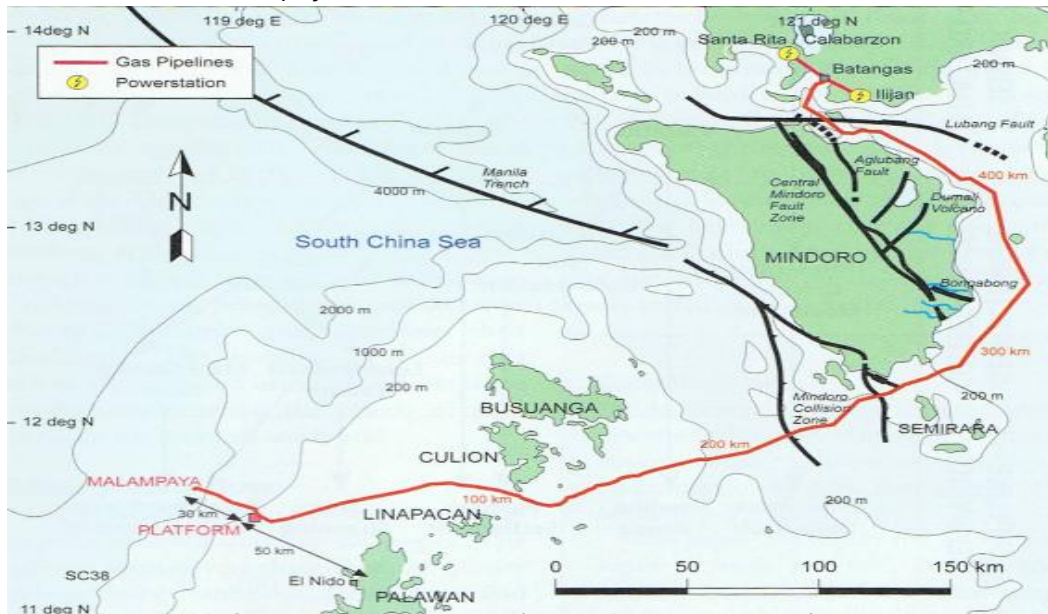 119 deg E
120 deg E
121 deg N
14deg N
200 m
200 m
Santa Rita
Calabarzon
Gas Pipelines
Powerstation
Batangas
200 m
Ilijan
Lubang Fault
N
Manila
Trench
4000 m
Aglubang
Fault
400 km
Central
Mindoro
Fault
Zone
Dumali
Volcano
13 deg N
South China Sea
MINDORO
Bongabong
2000 m
1000 m
300 km
200 m
BUSUANGA
Mindoro
Collision
Zone
200 m
12 deg N
SEMIRARA
200 km
CULION
MALAMPAYA
100 km
30 km
LINAPACAN
200 m
PLATFORM
50 km
SC38
El Nido
PALAWAN
0 50 100 150 km
11 deg N